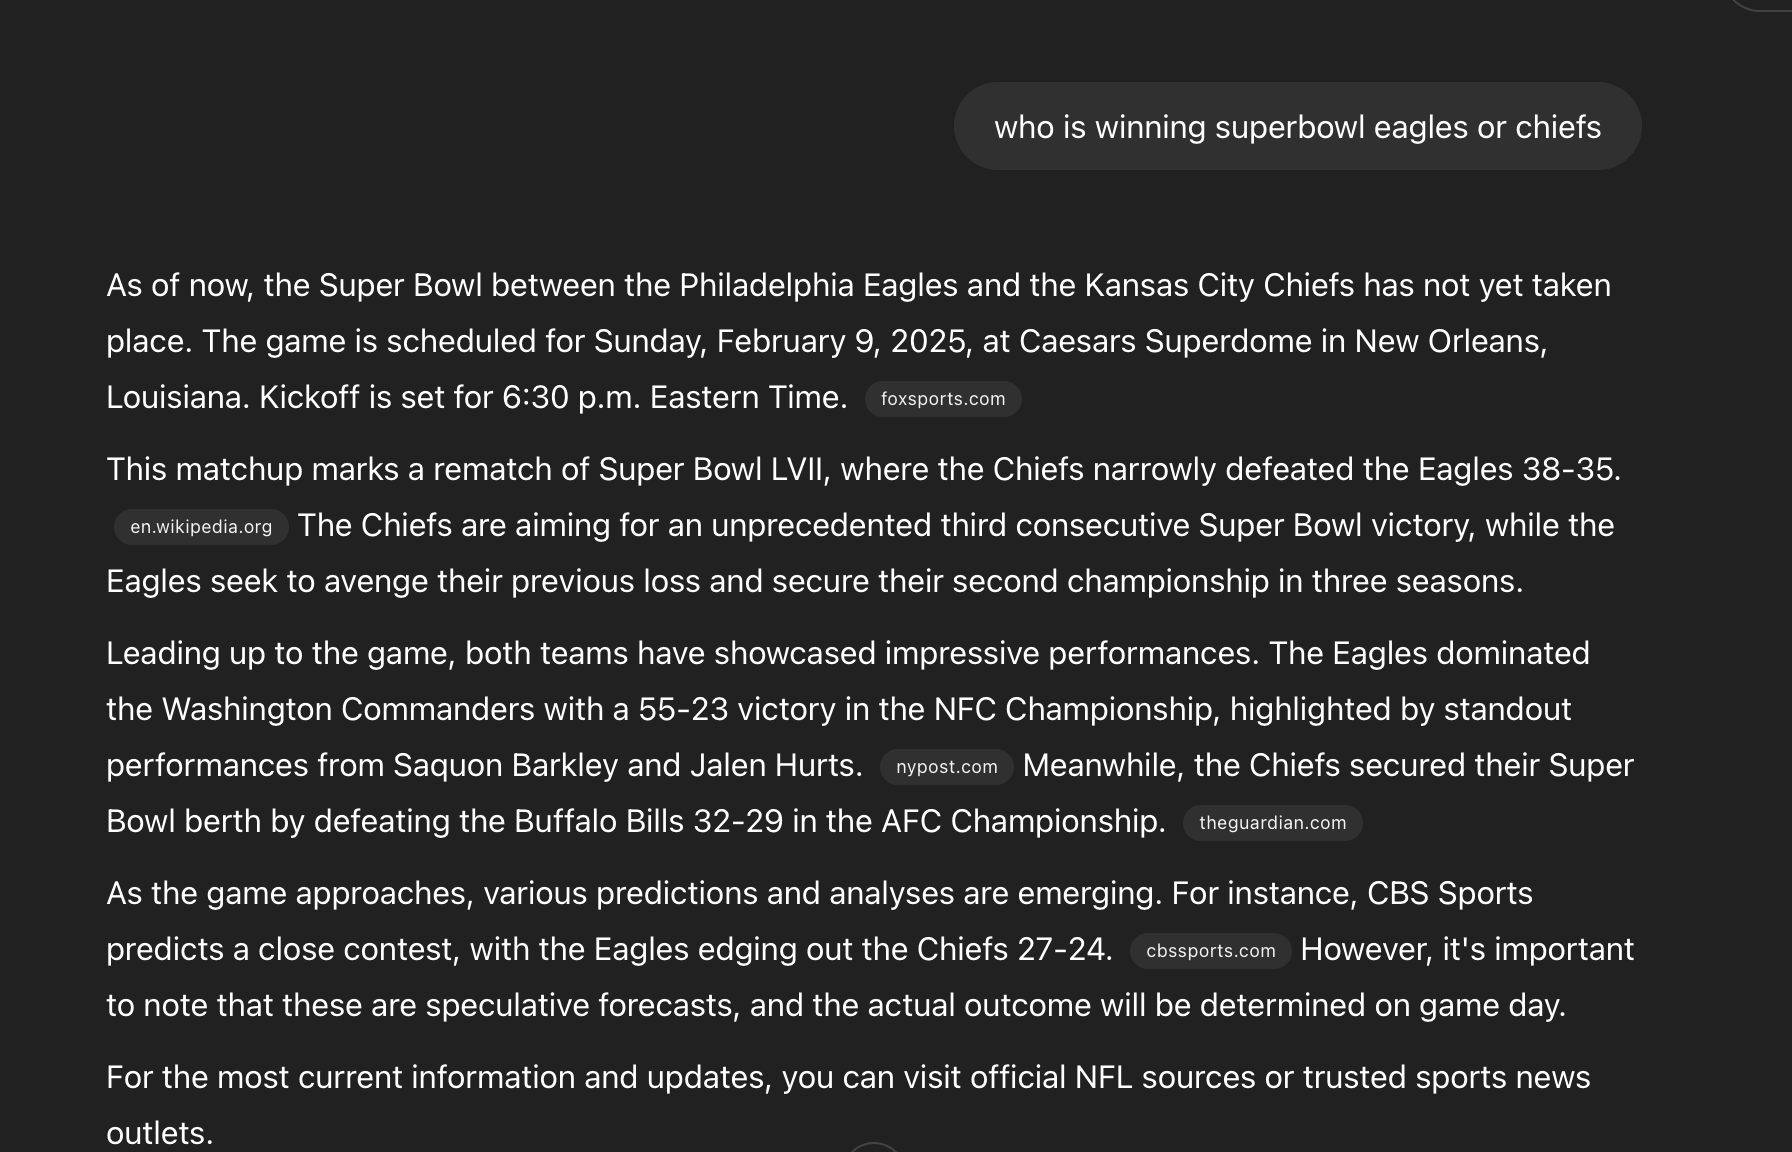 who is winning superbowl eagles or chiefs
As of now, the Super Bowl between the Philadelphia Eagles and the Kansas City Chiefs has not yet taken
place. The game is scheduled for Sunday, February 9, 2025, at Caesars Superdome in New Orleans,
Louisiana. Kickoff is set for 6:30 p.m. Eastern Time. foxsports.com
This matchup marks a rematch of Super Bowl LVII, where the Chiefs narrowly defeated the Eagles 38-35.
en.wikipedia.org The Chiefs are aiming for an unprecedented third consecutive Super Bowl victory, while the
Eagles seek to avenge their previous loss and secure their second championship in three seasons.
Leading up to the game, both teams have showcased impressive performances. The Eagles dominated
the Washington Commanders with a 55-23 victory in the NFC Championship, highlighted by standout
performances from Saquon Barkley and Jalen Hurts. nypost.com Meanwhile, the Chiefs secured their Super
Bowl berth by defeating the Buffalo Bills 32-29 in the AFC Championship. theguardian.com
As the game approaches, various predictions and analyses are emerging. For instance, CBS Sports
predicts a close contest, with the Eagles edging out the Chiefs 27-24. cbssports.com However, it's important
to note that these are speculative forecasts, and the actual outcome will be determined on game day.
For the most current information and updates, you can visit official NFL sources or trusted sports news
outlets.